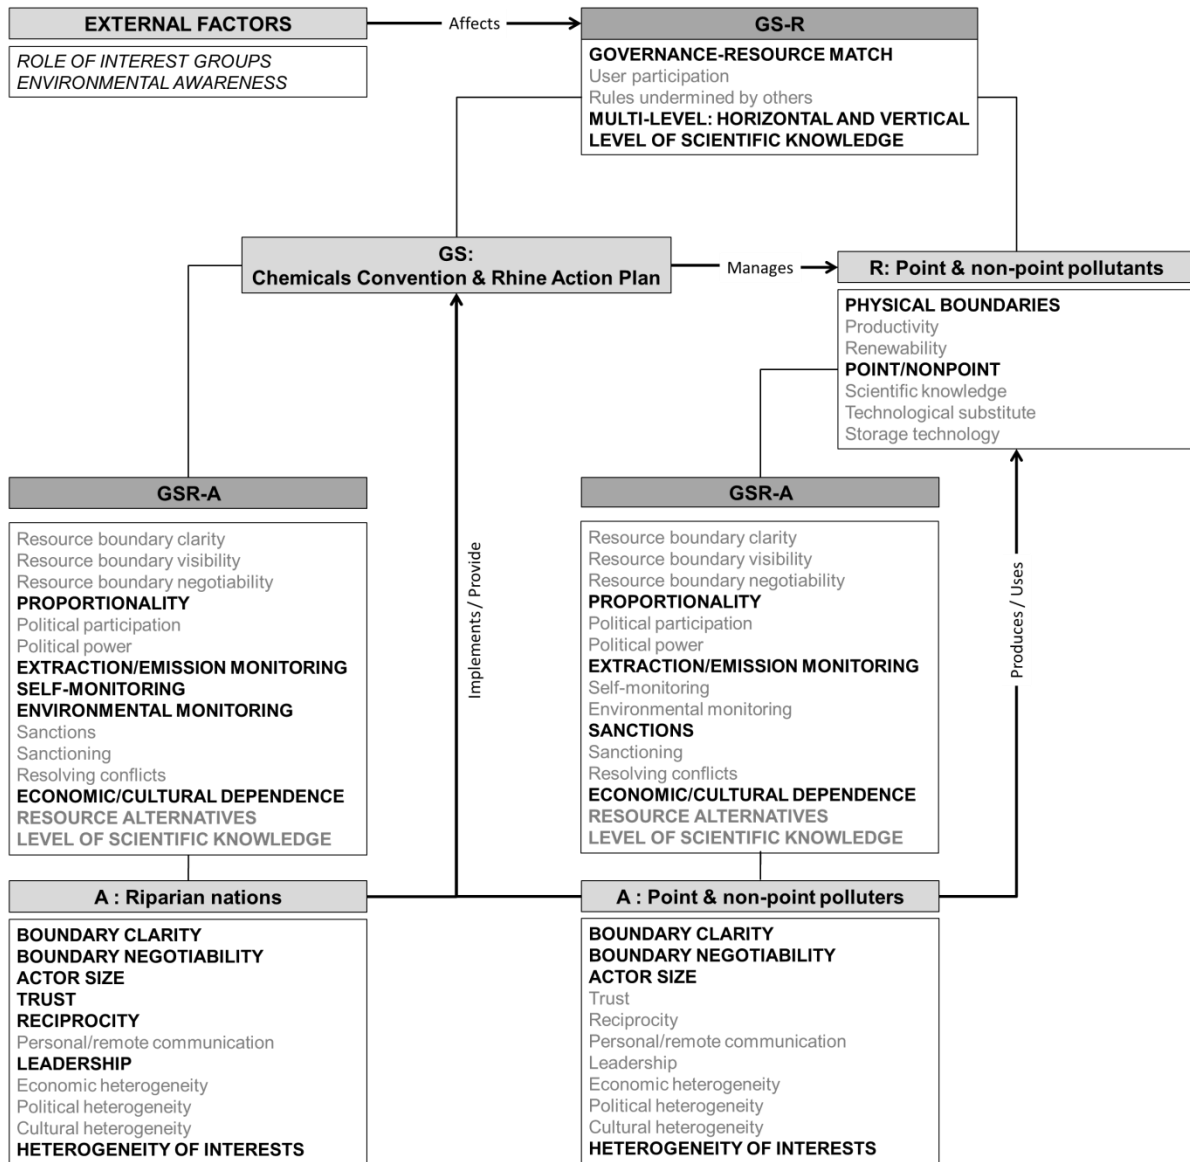 EXTERNAL FACTORS
ROLE OF INTEREST GROUPS
ENVIRONMENTAL AWARENESS
Affects
GS-R
GOVERNANCE-RESOURCE MATCH
User participation
Rules undermined by others
MULTI-LEVEL: HORIZONTAL AND VERTICAL
LEVEL OF SCIENTIFIC KNOWLEDGE
GS:
Chemicals Convention & Rhine Action Plan
Manages
R: Point & non-point pollutants
PHYSICAL BOUNDARIES
Productivity
Renewability
POINT/NONPOINT
Scientific knowledge
Technological substitute
Storage technology
GSR-A
Resource boundary clarity
Resource boundary visibility
Resource boundary negotiability
PROPORTIONALITY
Political participation
Political power
EXTRACTION/EMISSION MONITORING
SELF-MONITORING
ENVIRONMENTAL MONITORING
Sanctions
Sanctioning
Resolving conflicts
ECONOMIC/CULTURAL DEPENDENCE
RESOURCE ALTERNATIVES
LEVEL OF SCIENTIFIC KNOWLEDGE
Implements / Provide
GSR-A
Resource boundary clarity
Resource boundary visibility
Resource boundary negotiability
PROPORTIONALITY
Political participation
Political power
EXTRACTION/EMISSION MONITORING
Self-monitoring
Environmental monitoring
SANCTIONS
Sanctioning
Resolving conflicts
ECONOMIC/CULTURAL DEPENDENCE
RESOURCE ALTERNATIVES
LEVEL OF SCIENTIFIC KNOWLEDGE
Produces / Uses
A : Riparian nations
BOUNDARY CLARITY
BOUNDARY NEGOTIABILITY
ACTOR SIZE
TRUST
RECIPROCITY
Personal/remote communication
LEADERSHIP
Economic heterogeneity
Political heterogeneity
Cultural heterogeneity
HETEROGENEITY OF INTERESTS
A : Point & non-point polluters
BOUNDARY CLARITY
BOUNDARY NEGOTIABILITY
ACTOR SIZE
Trust
Reciprocity
Personal/remote communication
Leadership
Economic heterogeneity
Political heterogeneity
Cultural heterogeneity
HETEROGENEITY OF INTERESTS